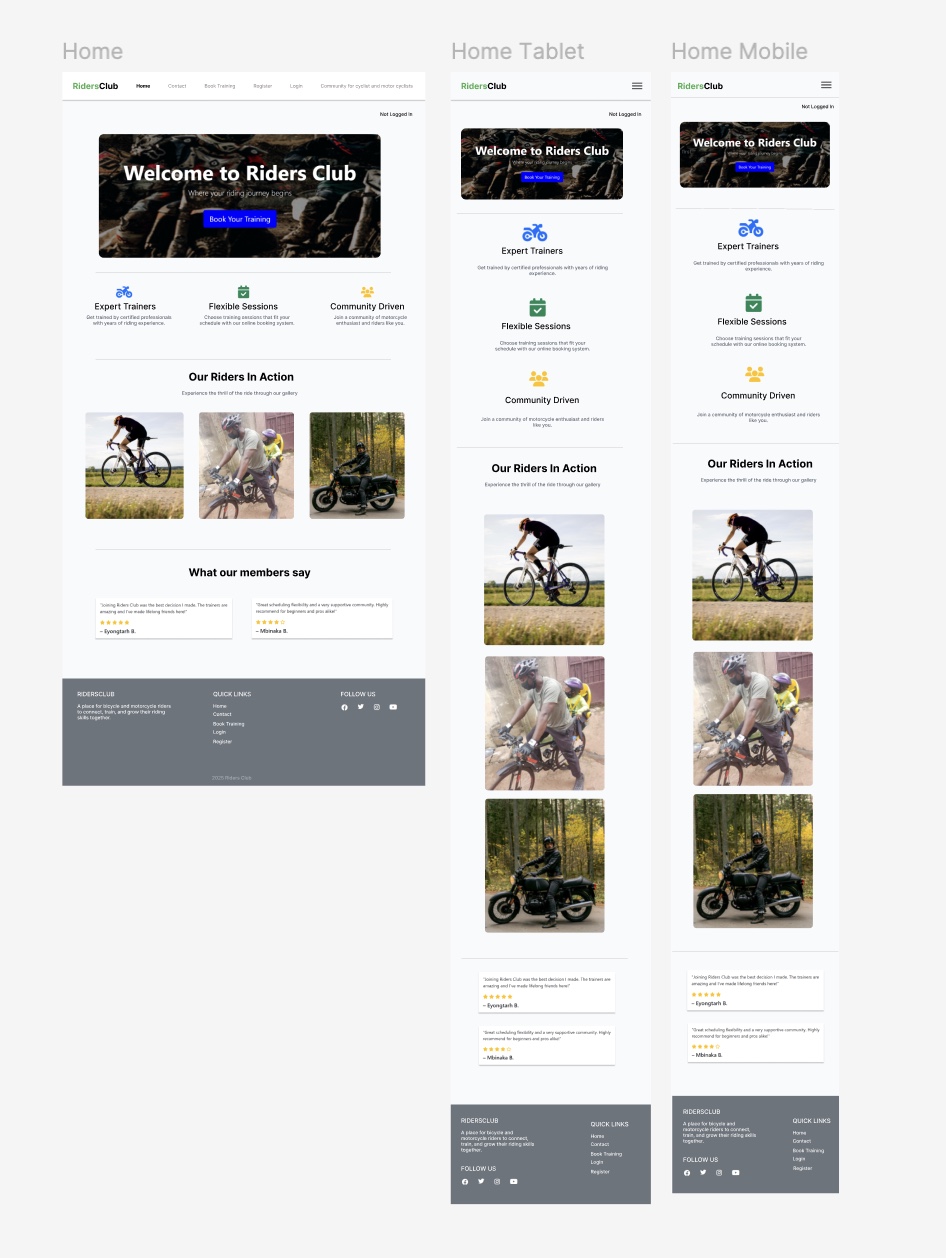 Home
RidersClub
Home
Contact
Book Training
Register
Login
Community for cyclist and motor cyclists
Not Logged In
Welcome to Riders Club
Where your riding journey begins
Book Your Training
Expert Trainers
Get trained by certified professionals
with years of riding experience.
Flexible Sessions
Choose training sessions that fit your
schedule with our online booking system.
Community Driven
Join a community of motorcycle
enthusiast and riders like you.
Our Riders In Action
Experience the thrill of the ride through our gallery
What our members say
"Joining Riders Club was the best decision I made. The trainers are
amazing and I've made lifelong friends here!"
– Eyongtarh B.
"Great scheduling flexibility and a very supportive community. Highly
recommend for beginners and pros alike!"
– Mbinaka B.
RIDERSCLUB
A place for bicycle and motorcycle riders
to connect, train, and grow their riding
skills together.
QUICK LINKS
Home
Contact
Book Training
Login
Register
FOLLOW US
2025 Riders Club
Home Tablet
RidersClub
Not Logged In
Welcome to Riders Club
Where your riding journey begins
Book Your Training
Expert Trainers
Get trained by certified professionals with years of riding
experience.
Flexible Sessions
Choose training sessions that fit your
schedule with our online booking system.
Community Driven
Join a community of motorcycle enthusiast and riders
like you.
Our Riders In Action
Experience the thrill of the ride through our gallery
"Joining Riders Club was the best decision I made. The trainers are
amazing and I've made lifelong friends here!"
– Eyongtarh B.
"Great scheduling flexibility and a very supportive community. Highly
recommend for beginners and pros alike!"
– Mbinaka B.
RIDERSCLUB
A place for bicycle and
motorcycle riders to connect,
train, and grow their riding skills
together.
FOLLOW US
QUICK LINKS
Home
Contact
Book Training
Login
Register
Home Mobile
RidersClub
Not Logged In
Welcome to Riders Club
Where your riding journey begins
Book Your Training
Expert Trainers
Get trained by certified professionals with years of riding
experience.
Flexible Sessions
Choose training sessions that fit your
schedule with our online booking system.
Community Driven
Join a community of motorcycle enthusiast and riders
like you.
Our Riders In Action
Experience the thrill of the ride through our gallery
"Joining Riders Club was the best decision I made. The trainers are
amazing and I've made lifelong friends here!"
– Eyongtarh B.
"Great scheduling flexibility and a very supportive community. Highly
recommend for beginners and pros alike!"
– Mbinaka B.
RIDERSCLUB
A place for bicycle and
motorcycle riders to connect,
train, and grow their riding skills
together.
FOLLOW US
QUICK LINKS
Home
Contact
Book Training
Login
Register